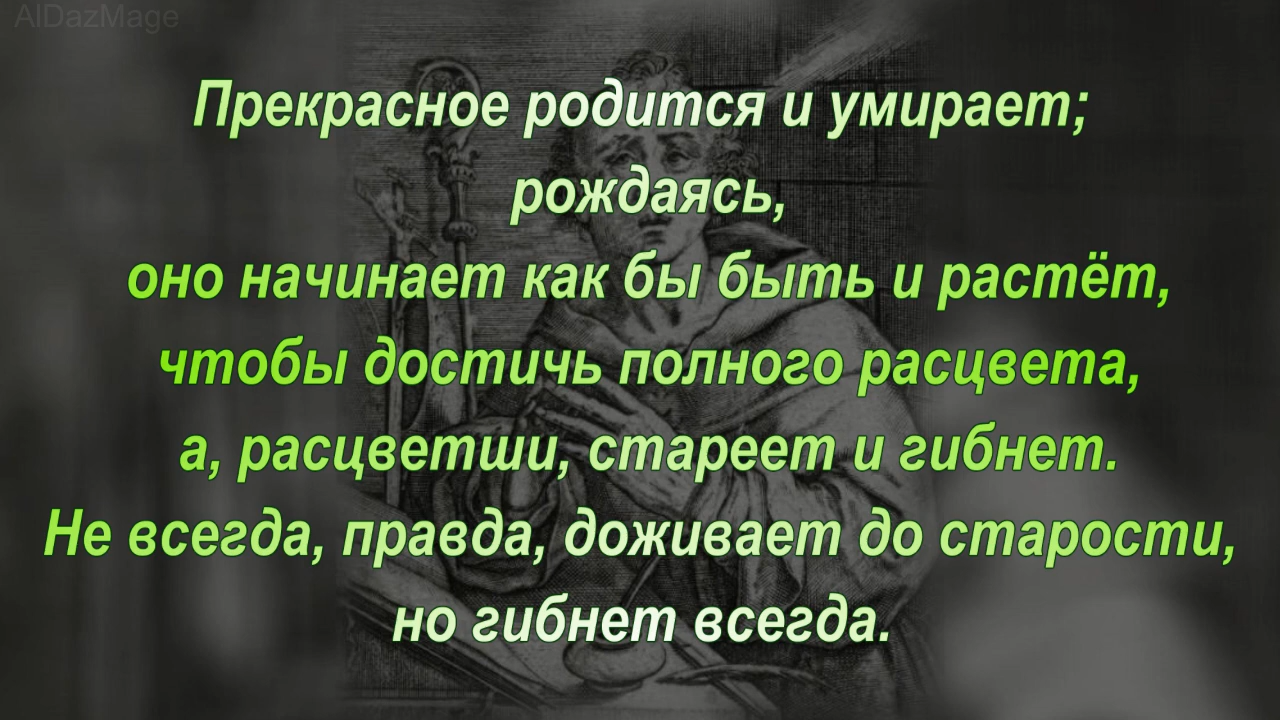 AlDazMage
Прекрасное родится и умирает;
рождаясь,
оно начинает как бы быть и растёт,
чтобы достичь полного расцвета,
а, расцветши, стареет и гибнет.
Не всегда, правда, доживает до старости,
но гибнет всегда.